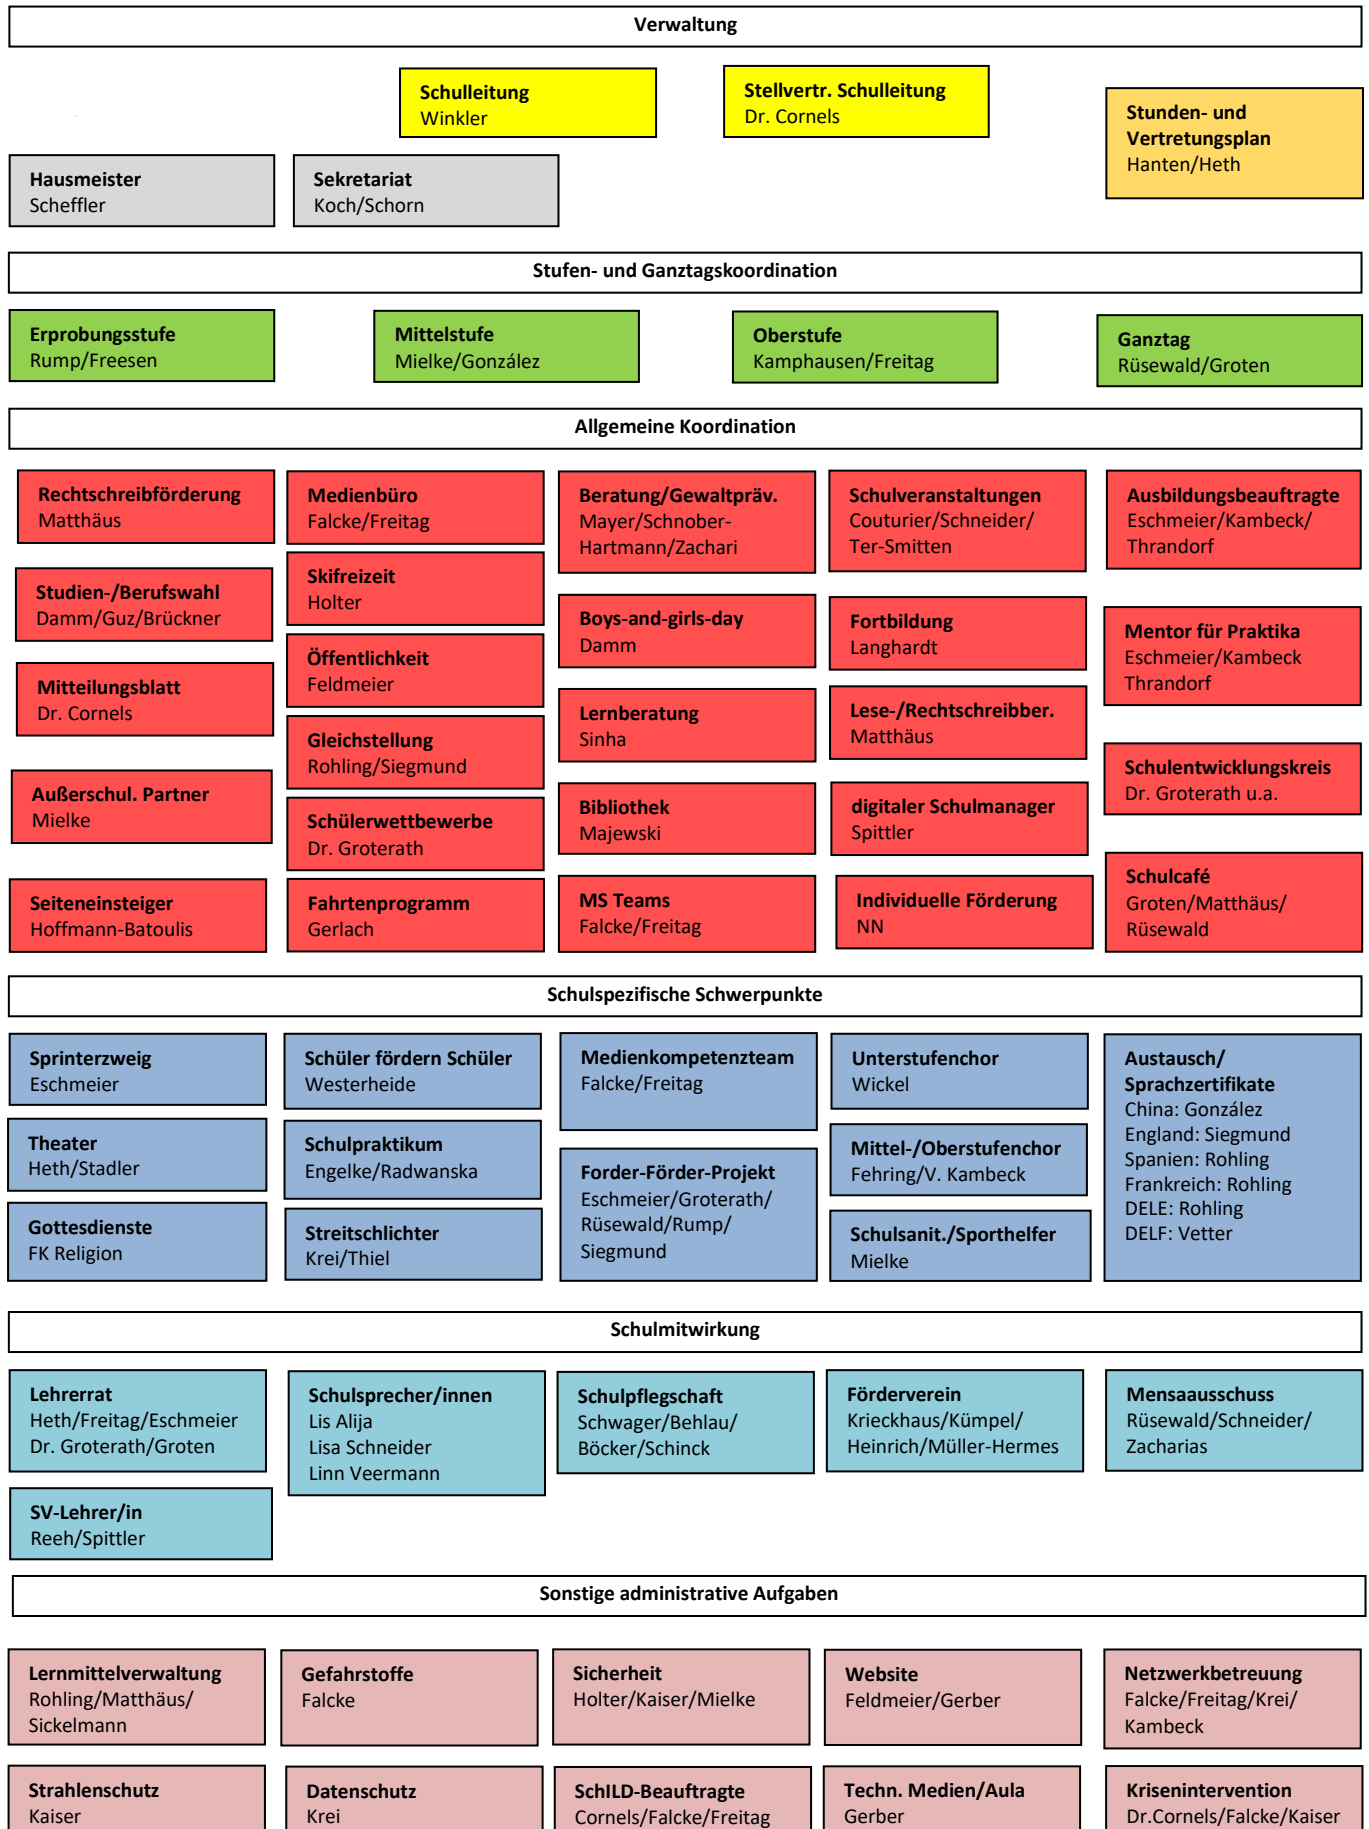 Verwaltung
Schulleitung
Winkler
Stellvertr. Schulleitung
Dr. Cornels
Stunden- und
Vertretungsplan
Hanten/Heth
Hausmeister
Scheffler
Sekretariat
Koch/Schorn
Stufen- und Ganztagskoordination
Erprobungsstufe
Rump/Freesen
Mittelstufe
Mielke/González
Oberstufe
Kamphausen/Freitag
Ganztag
Rüsewald/Groten
Allgemeine Koordination
Rechtschreibförderung
Matthäus
Studien-/Berufswahl
Damm/Guz/Brückner
Mitteilungsblatt
Dr. Cornels
Außerschul. Partner
Mielke
Seiteneinsteiger
Hoffmann-Batoulis
Medienbüro
Falcke/Freitag
Skifreizeit
Holter
Öffentlichkeit
Feldmeier
Gleichstellung
Rohling/Siegmund
Schülerwettbewerbe
Dr. Groterath
Fahrtenprogramm
Gerlach
Beratung/Gewaltpräv.
Mayer/Schnober-
Hartmann/Zachari
Boys-and-girls-day
Damm
Lernberatung
Sinha
Bibliothek
Majewski
MS Teams
Falcke/Freitag
Schulveranstaltungen
Couturier/Schneider/
Ter-Smitten
Fortbildung
Langhardt
Lese-/Rechtschreibber.
Matthäus
digitaler Schulmanager
Spittler
Individuelle Förderung
NN
Ausbildungsbeauftragte
Eschmeier/Kambeck/
Thrandorf
Mentor für Praktika
Eschmeier/Kambeck
Thrandorf
Schulentwicklungskreis
Dr. Groterath u.a.
Schulcafé
Groten/Matthäus/
Rüsewald
Schulspezifische Schwerpunkte
Sprinterzweig
Eschmeier
Theater
Heth/Stadler
Gottesdienste
FK Religion
Schüler fördern Schüler
Westerheide
Schulpraktikum
Engelke/Radwanska
Streitschlichter
Krei/Thiel
Medienkompetenzteam
Falcke/Freitag
Forder-Förder-Projekt
Eschmeier/Groterath/
Rüsewald/Rump/
Siegmund
Unterstufenchor
Wickel
Mittel-/Oberstufenchor
Fehring/V. Kambeck
Schulsanit./Sporthelfer
Mielke
Austausch/
Sprachzertifikate
China: González
England: Siegmund
Spanien: Rohling
Frankreich: Rohling
DELE: Rohling
DELF: Vetter
Schulmitwirkung
Lehrerrat
Heth/Freitag/Eschmeier
Dr. Groterath/Groten
Schulsprecher/innen
Lis Alija
Lisa Schneider
Linn Veermann
Schulpflegschaft
Schwager/Behlau/
Böcker/Schinck
Förderverein
Krieckhaus/Kümpel/
Heinrich/Müller-Hermes
Mensaausschuss
Rüsewald/Schneider/
Zacharias
SV-Lehrer/in
Reeh/Spittler
Sonstige administrative Aufgaben
Lernmittelverwaltung
Rohling/Matthäus/
Sickelmann
Gefahrstoffe
Falcke
Sicherheit
Holter/Kaiser/Mielke
Website
Feldmeier/Gerber
Netzwerkbetreuung
Falcke/Freitag/Krei/
Kambeck
Strahlenschutz
Kaiser
Datenschutz
Krei
SchILD-Beauftragte
Cornels/Falcke/Freitag
Techn. Medien/Aula
Gerber
Krisenintervention
Dr.Cornels/Falcke/Kaiser